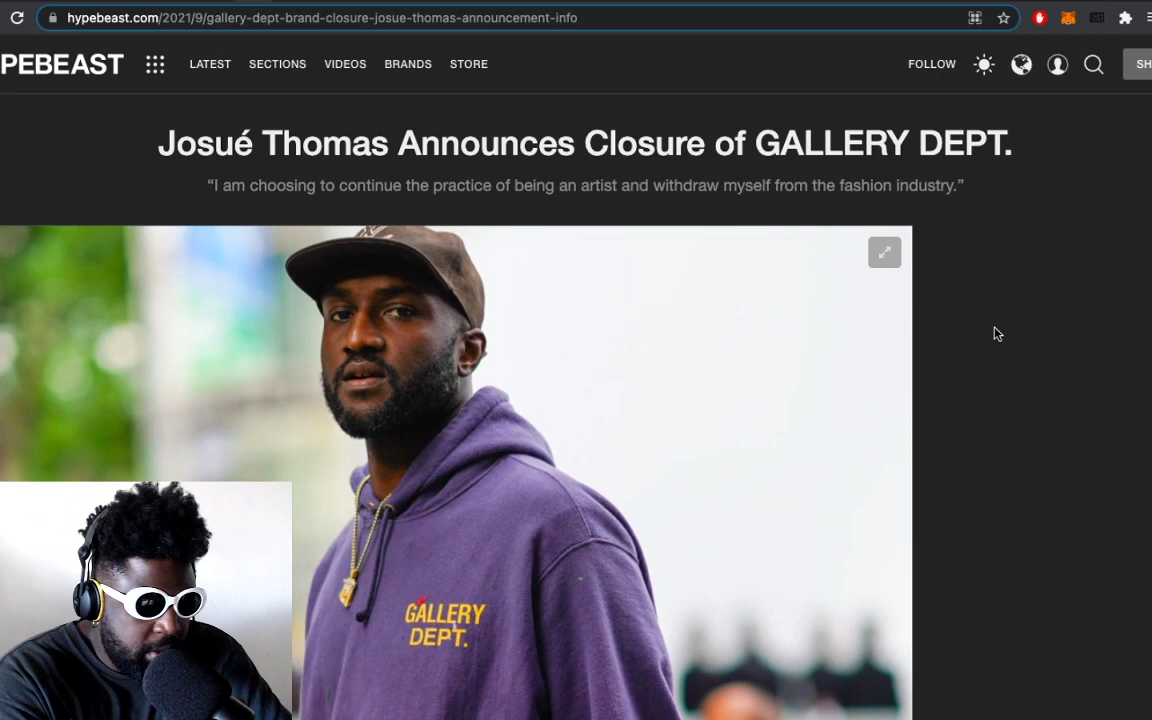 hypebeast.com/2021/9/gallery-dept-brand-closure-josue-thomas-announcement-info
PEBEAST LATEST SECTIONS VIDEOS BRANDS STORE FOLLOW SH
Josué Thomas Announces Closure of GALLERY DEPT.
“I am choosing to continue the practice of being an artist and withdraw myself from the fashion industry.”
GALLERY
DEPT.